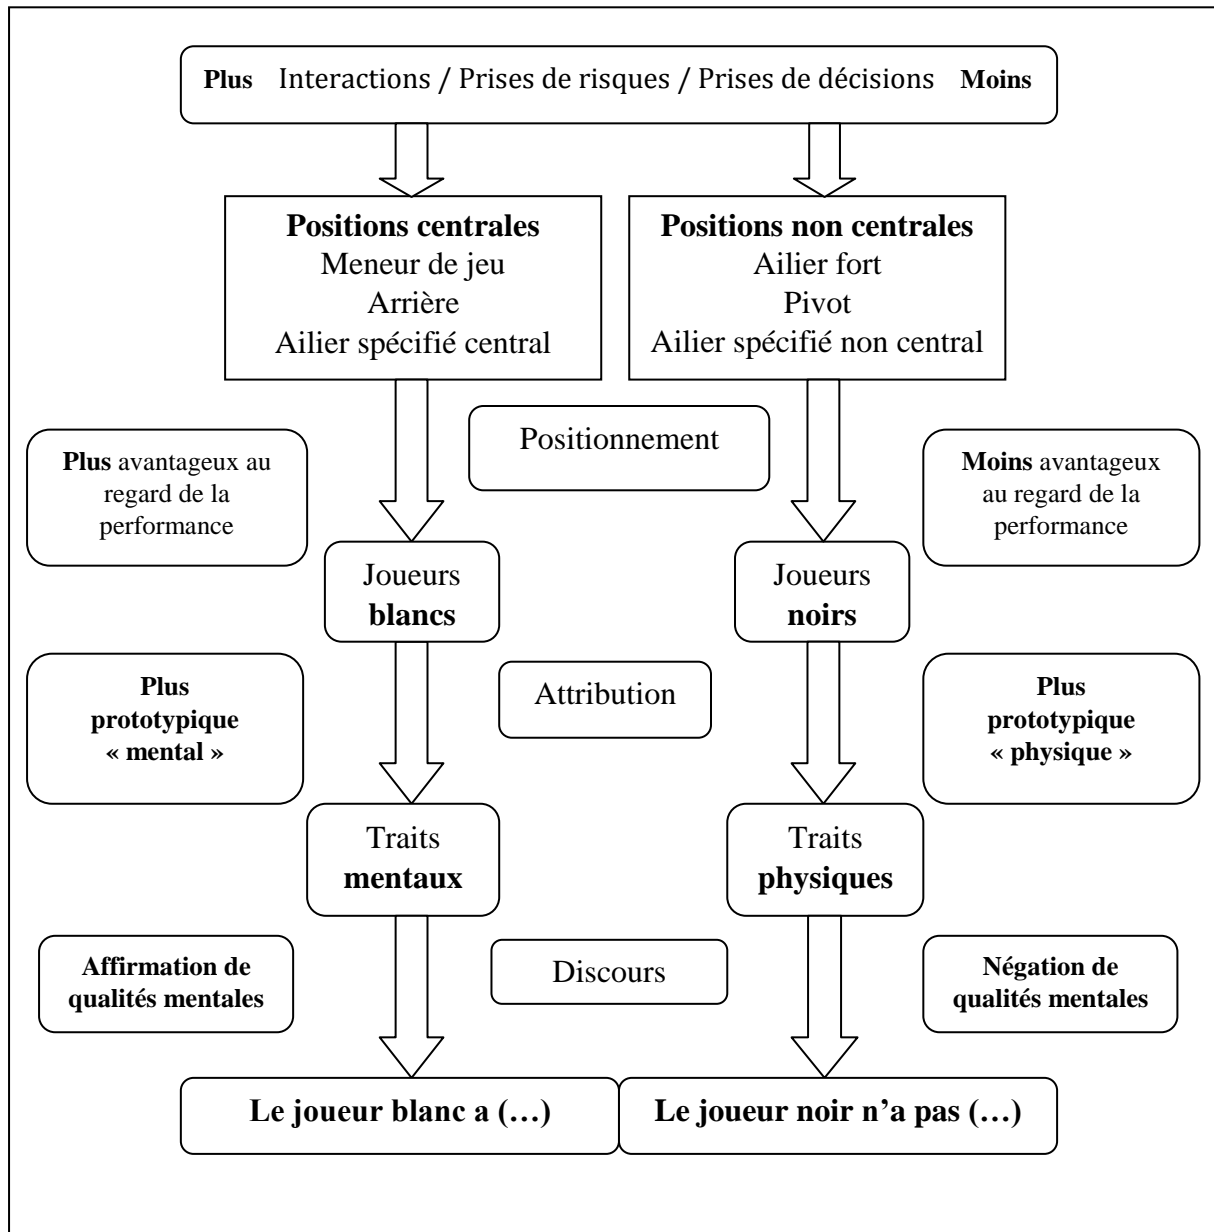 Plus Interactions / Prises de risques / Prises de décisions Moins
Positions centrales
Meneur de jeu
Arrière
Ailier spécifié central
Positions non centrales
Ailier fort
Pivot
Ailier spécifié non central
Positionnement
Plus avantageux au
regard de la
performance
Moins avantageux
au regard de la
performance
Joueurs
blancs
Joueurs
noirs
Plus
prototypique
« mental »
Attribution
Plus
prototypique
« physique »
Traits
mentaux
Traits
physiques
Affirmation de
qualités mentales
Discours
Négation de
qualités mentales
Le joueur blanc a (…)
Le joueur noir n’a pas (…)